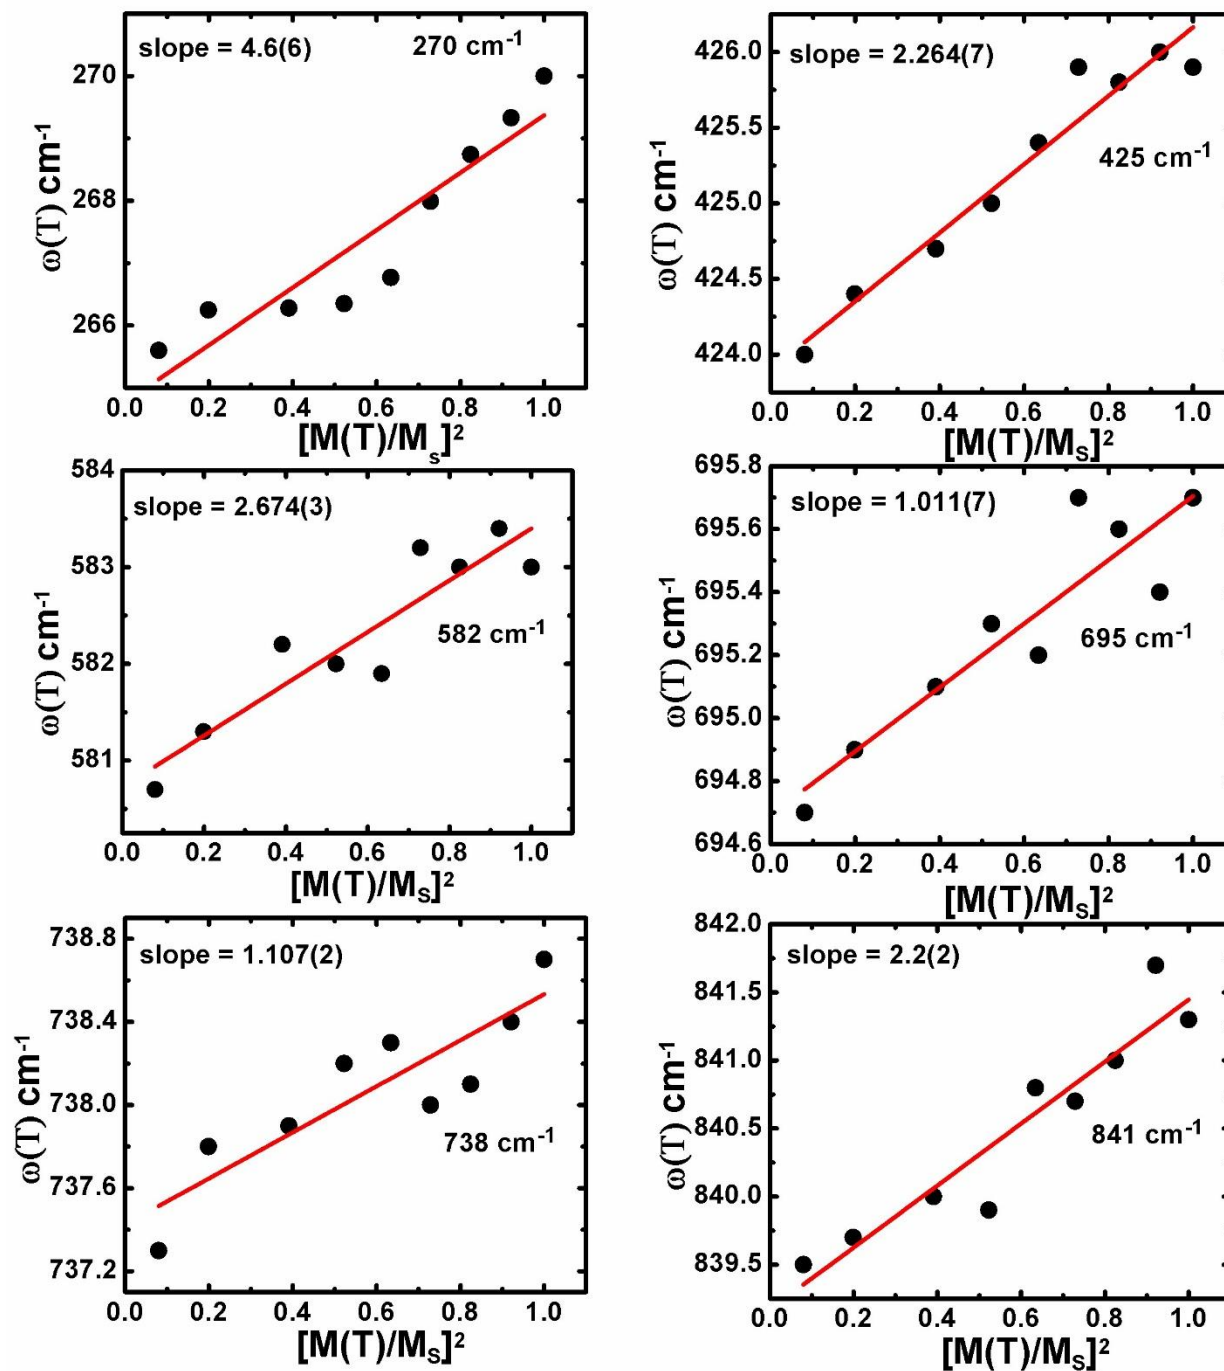 slope = 4.6(6)
270 cm⁻¹
270
268
266
ω(T) cm⁻¹
0.0 0.2 0.4 0.6 0.8 1.0
[M(T)/Mₛ]²
slope = 2.264(7)
426.0
425.5
425.0
424.5
424.0
425 cm⁻¹
ω(T) cm⁻¹
0.0 0.2 0.4 0.6 0.8 1.0
[M(T)/M_S]²
584
slope = 2.674(3)
583
582
581
582 cm⁻¹
ω(T) cm⁻¹
0.0 0.2 0.4 0.6 0.8 1.0
[M(T)/M_S]²
695.8
slope = 1.011(7)
695.6
695.4
695.2
695.0
694.8
694.6
695 cm⁻¹
ω(T) cm⁻¹
0.0 0.2 0.4 0.6 0.8 1.0
[M(T)/M_S]²
738.8
slope = 1.107(2)
738.4
738.0
737.6
737.2
738 cm⁻¹
ω(T) cm⁻¹
0.0 0.2 0.4 0.6 0.8 1.0
[M(T)/M_S]²
842.0
slope = 2.2(2)
841.5
841.0
840.5
840.0
839.5
841 cm⁻¹
ω(T) cm⁻¹
0.0 0.2 0.4 0.6 0.8 1.0
[M(T)/M_S]²